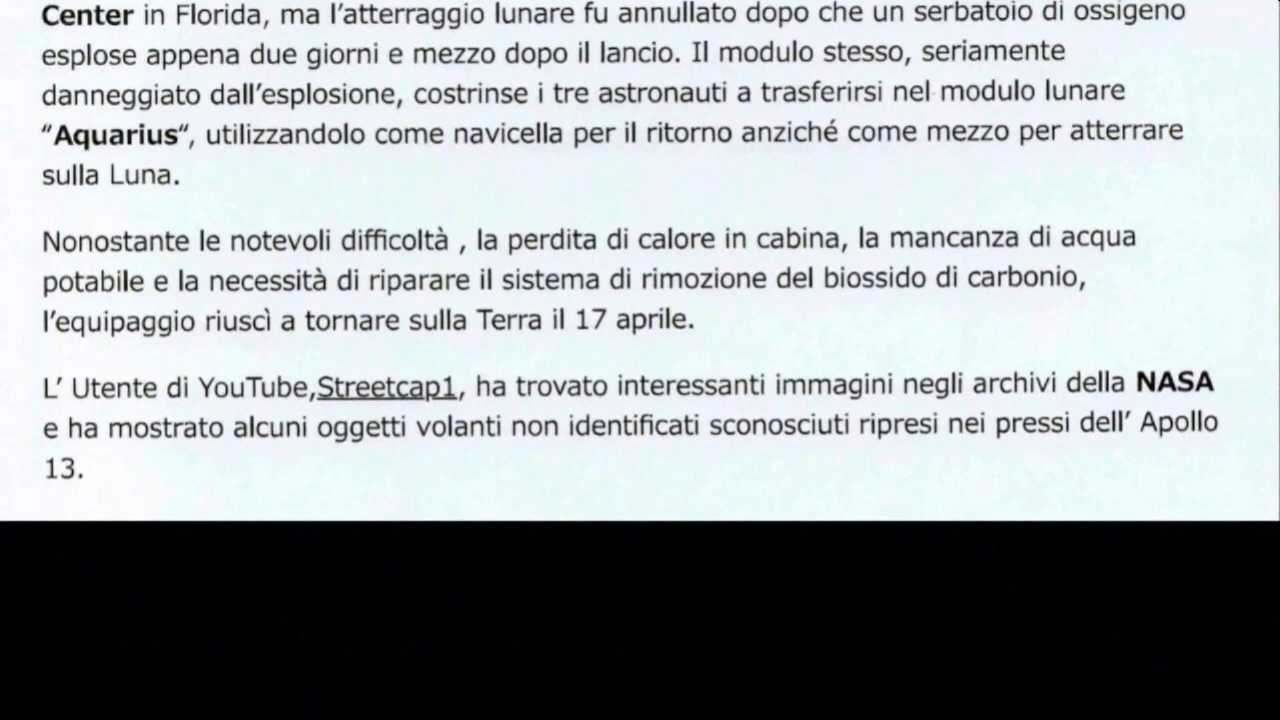 Center in Florida, ma l’atterraggio lunare fu annullato dopo che un serbatoio di ossigeno
esplose appena due giorni e mezzo dopo il lancio. Il modulo stesso, seriamente
danneggiato dall’esplosione, costrinse i tre astronauti a trasferirsi nel modulo lunare
“Aquarius“, utilizzandolo come navicella per il ritorno anziché come mezzo per atterrare
sulla Luna.
Nonostante le notevoli difficoltà , la perdita di calore in cabina, la mancanza di acqua
potabile e la necessità di riparare il sistema di rimozione del biossido di carbonio,
l’equipaggio riuscì a tornare sulla Terra il 17 aprile.
L’ Utente di YouTube,Streetcap1, ha trovato interessanti immagini negli archivi della NASA
e ha mostrato alcuni oggetti volanti non identificati sconosciuti ripresi nei pressi dell’ Apollo
13.